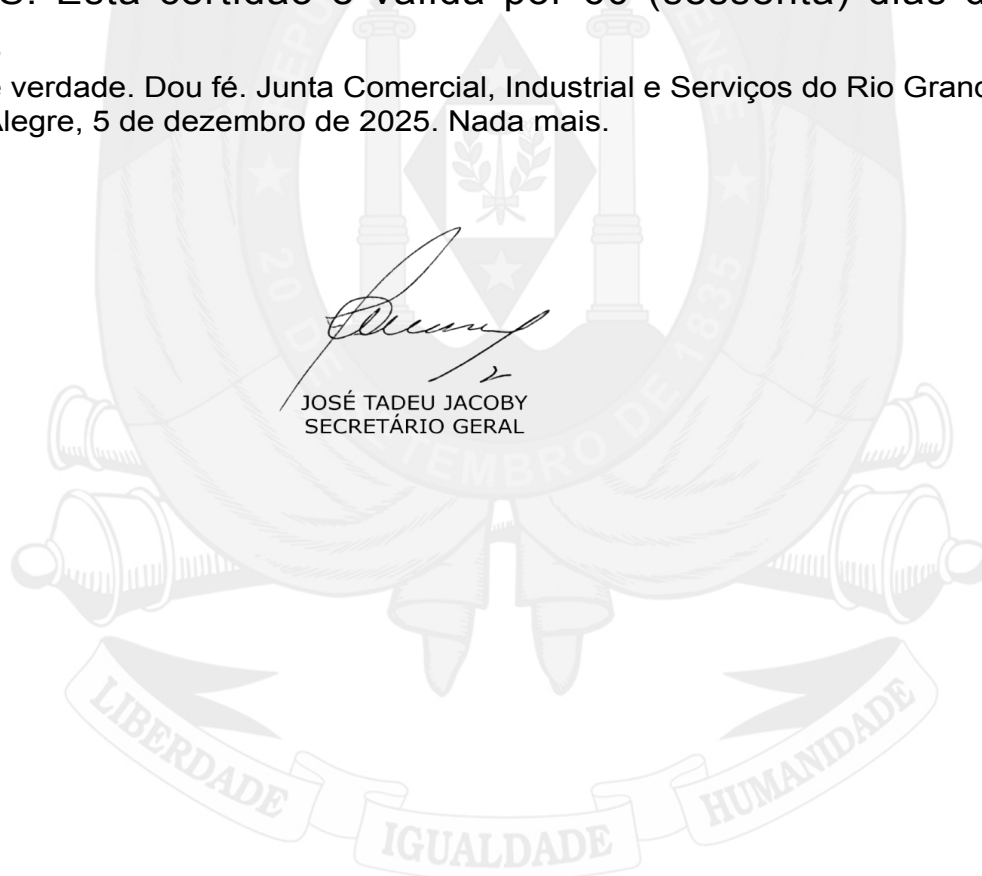 S. Esta certidão é válida por 60 (sessenta) dias d
e verdade. Dou fé. Junta Comercial, Industrial e Serviços do Rio Grand
Alegre, 5 de dezembro de 2025. Nada mais.
JOSÉ TADEU JACOBY
SECRETÁRIO GERAL
20 DE SETEMBRO DE 1835
LIBERDADE
IGUALDADE
HUMANIDADE